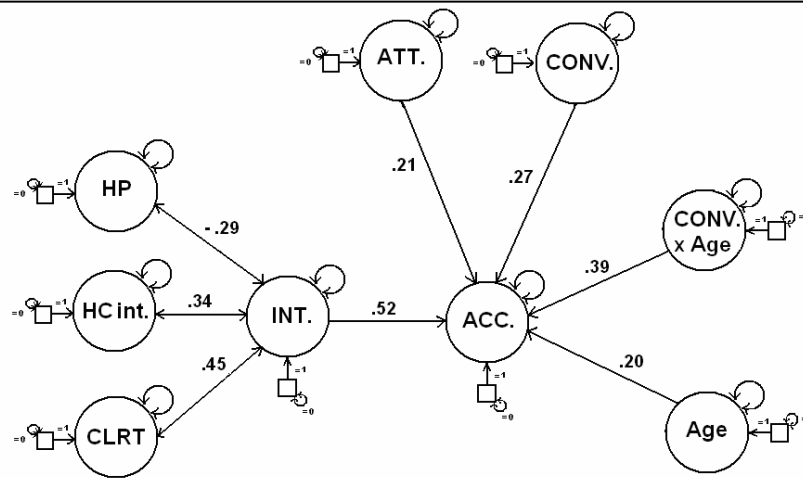 ATT.
=1
=0
CONV.
=1
=0
.21
.27
HP
=1
=0
- .29
CONV.
x Age
=1
.39
HC int.
=1
=0
.34
INT.
=1
=0
.52
ACC.
=1
=0
.45
.20
CLRT
=1
=0
Age
=1